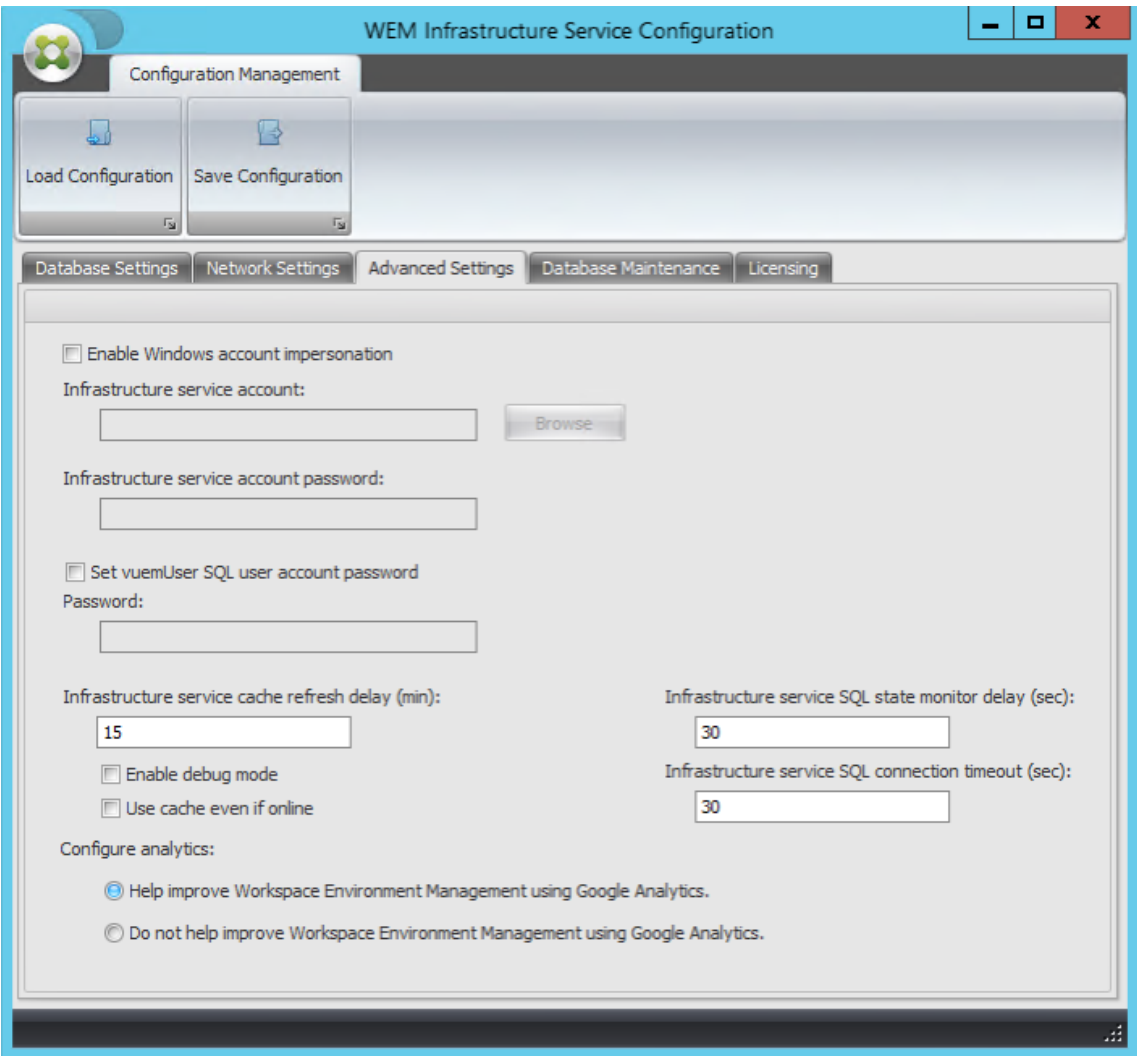 WEM Infrastructure Service Configuration
Configuration Management
Load Configuration
Save Configuration
Database Settings
Network Settings
Advanced Settings
Database Maintenance
Licensing
Enable Windows account impersonation
Infrastructure service account:
Browse
Infrastructure service account password:
Set vuemUser SQL user account password
Password:
Infrastructure service cache refresh delay (min):
15
Enable debug mode
Use cache even if online
Infrastructure service SQL state monitor delay (sec):
30
Infrastructure service SQL connection timeout (sec):
30
Configure analytics:
Help improve Workspace Environment Management using Google Analytics.
Do not help improve Workspace Environment Management using Google Analytics.